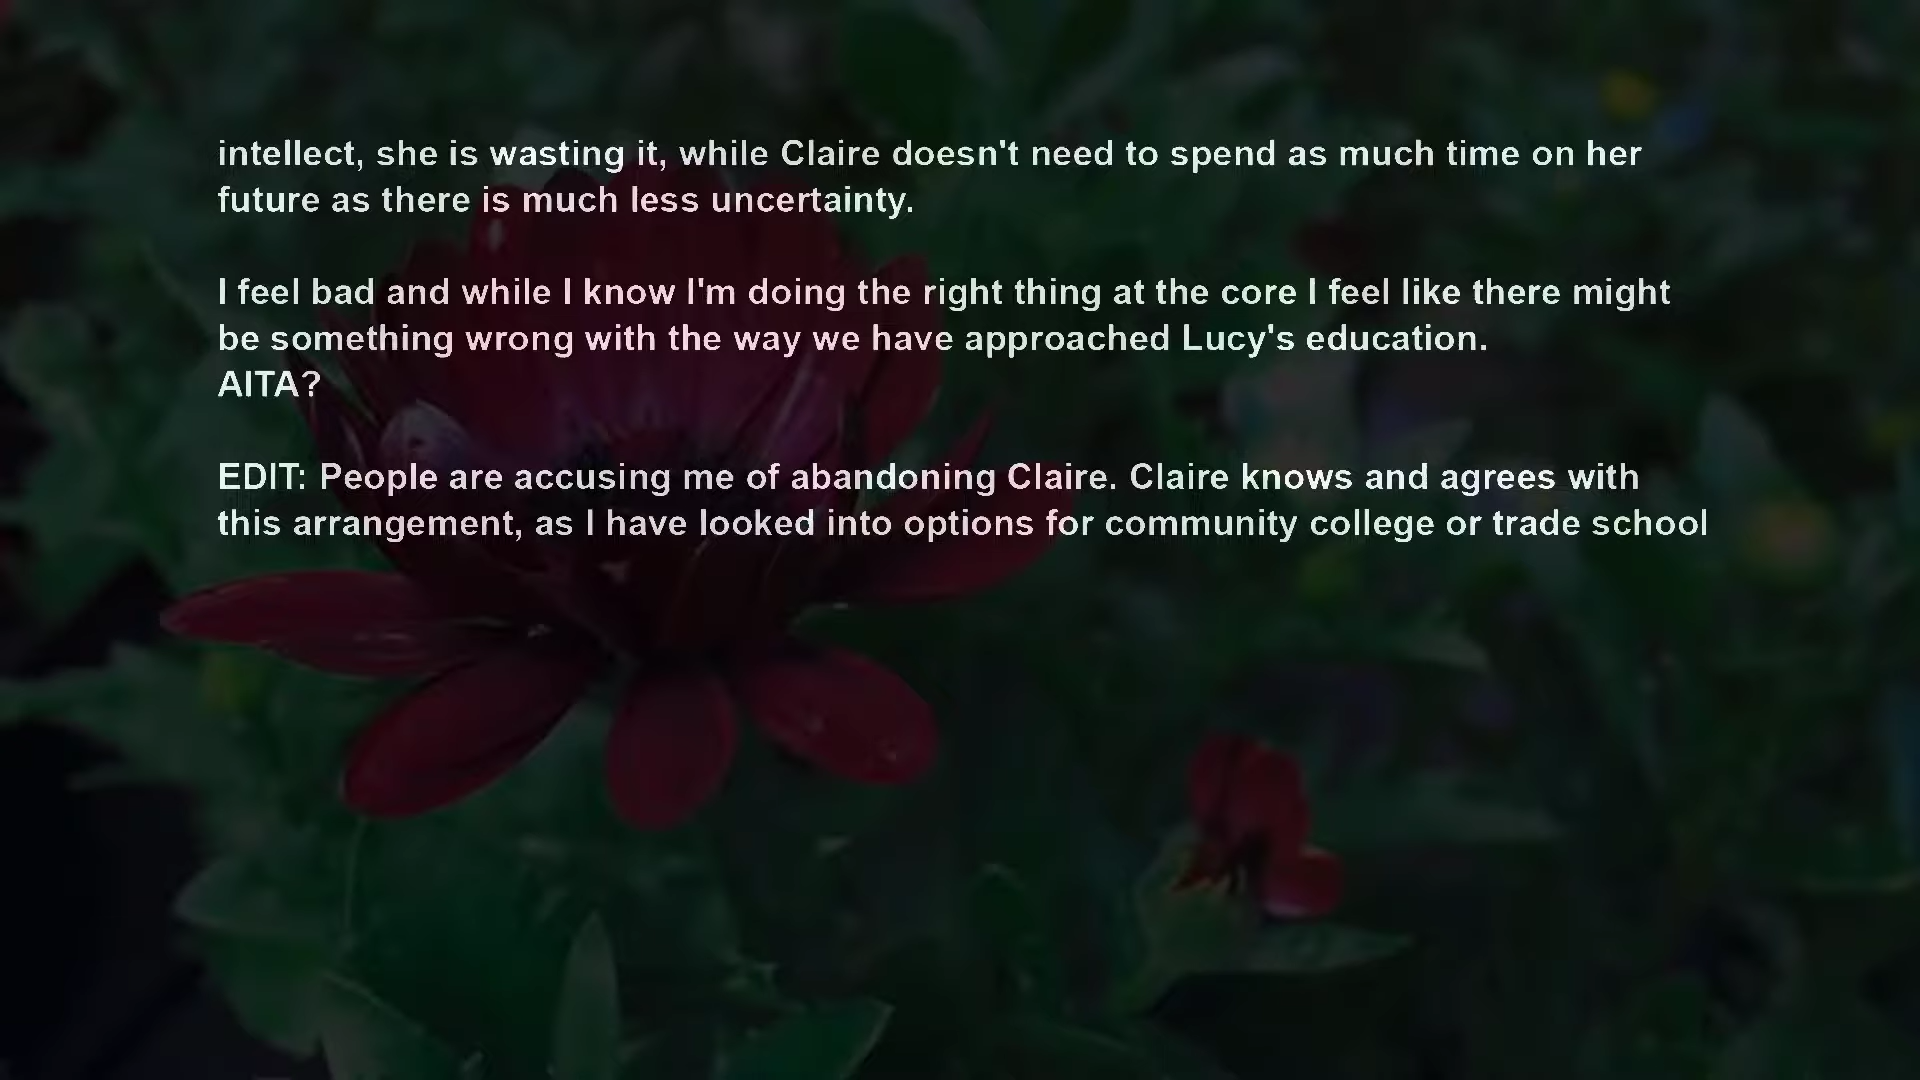 intellect, she is wasting it, while Claire doesn't need to spend as much time on her
future as there is much less uncertainty.
I feel bad and while I know I'm doing the right thing at the core I feel like there might
be something wrong with the way we have approached Lucy's education.
AITA?
EDIT: People are accusing me of abandoning Claire. Claire knows and agrees with
this arrangement, as I have looked into options for community college or trade school